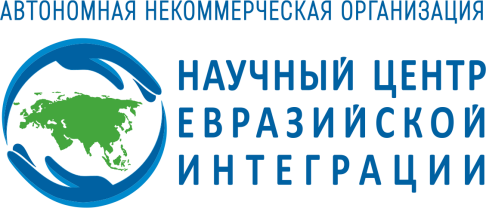 АВТОНОМНАЯ НЕКОММЕРЧЕСКАЯ ОРГАНИЗАЦИЯ
НАУЧНЫЙ ЦЕНТР
ЕВРАЗИЙСКОЙ
ИНТЕГРАЦИИ